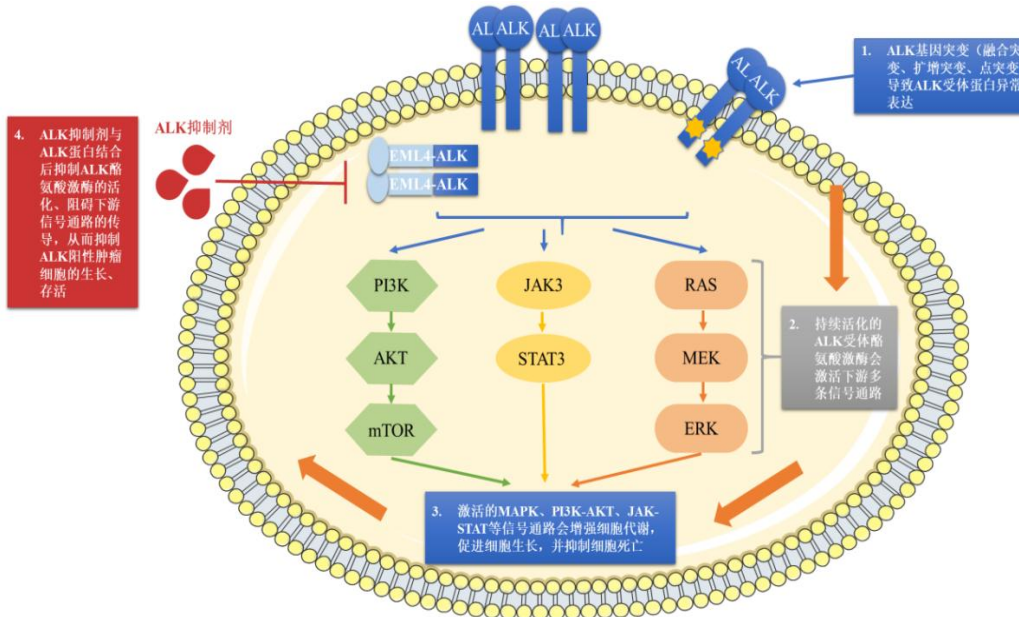 ALK
ALK
1. ALK基因突变（融合突
变、扩增突变、点突变
导致ALK受体蛋白异常
表达
AL
ALK
4. ALK抑制剂与
ALK蛋白结合
后抑制ALK酪
氨酸激酶的活
化、阻碍下游
信号通路的传
导，从而抑制
ALK阳性肿瘤
细胞的生长、
存活
ALK抑制剂
EML4-ALK
EML4-ALK
PI3K
JAK3
RAS
AKT
STAT3
MEK
mTOR
ERK
2. 持续活化的
ALK受体酪
氨酸激酶会
激活下游多
条信号通路
3. 激活的MAPK、PI3K-AKT、JAK-
STAT等信号通路会增强细胞代谢，
促进细胞生长，并抑制细胞死亡